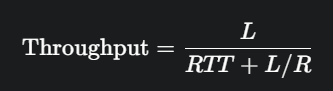 Throughput = L / (RTT + L/R)